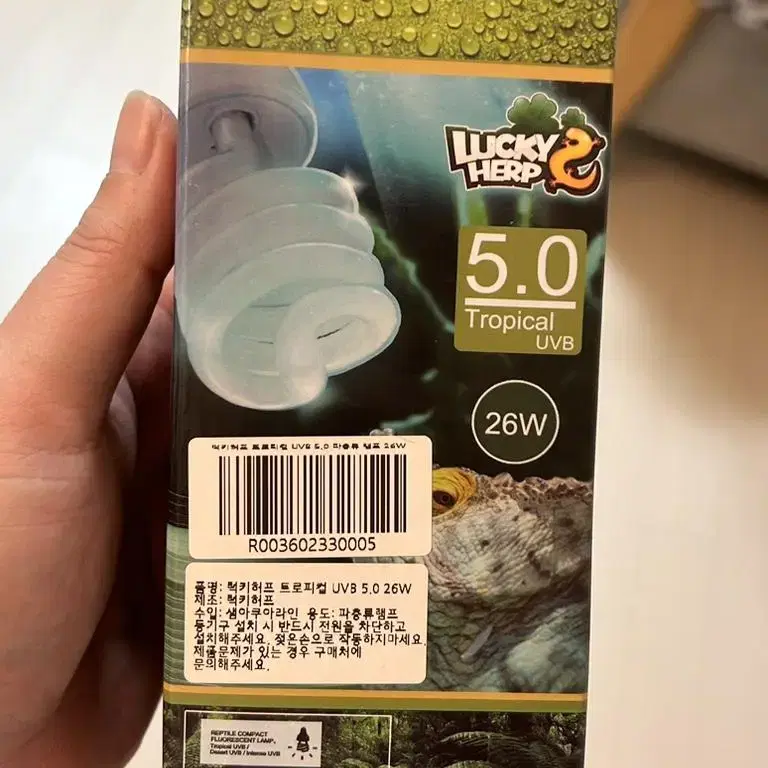 LUCKY
HERP
5.0
Tropical
UVB
26W
럭키허프 트로피컬 UVB 5.0 파충류 램프 26W
R003602330005
품명: 럭키허프 트로피컬 UVB 5.0 26W
제조: 럭키허프
수입: 샘아쿠아라인 용도: 파충류램프
등기구 설치 시 반드시 전원을 차단하고
설치해주세요. 젖은손으로 작동하지마세요.
제품문제가 있는 경우 구매처에
문의해주세요.
REPTILE COMPACT
FLUORESCENT LAMP.
Tropical UVB /
Desert UVB / Intense UVB